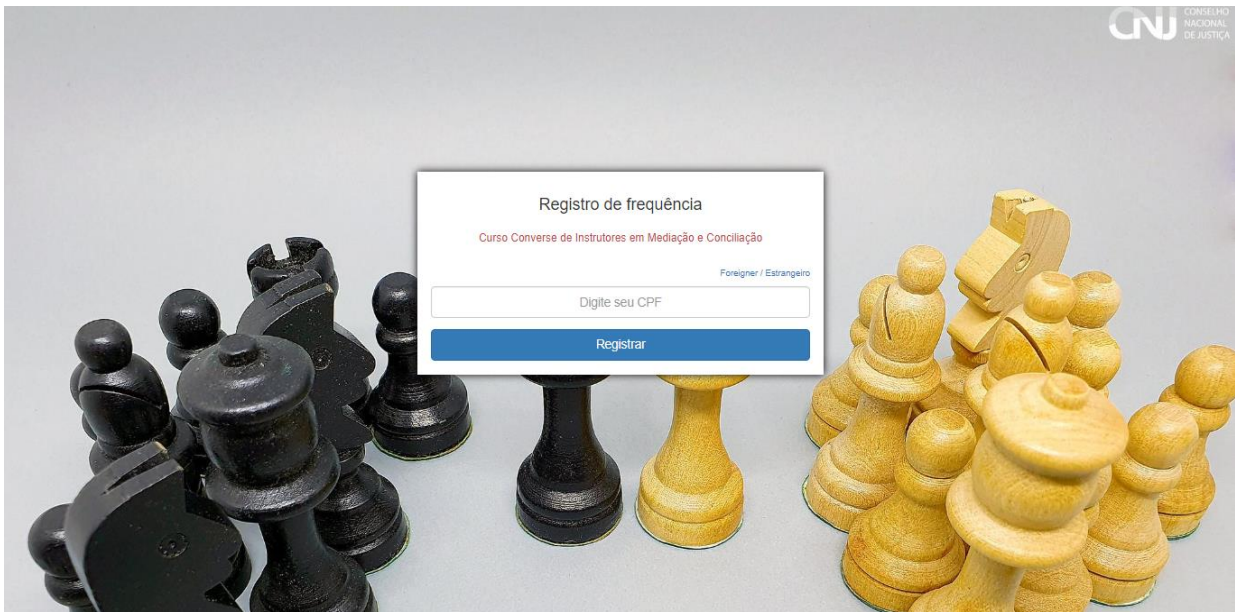 CNJ CONSELHO
NACIONAL
DE JUSTIÇA
Registro de frequência
Curso Converse de Instrutores em Mediação e Conciliação
Foreigner / Estrangeiro
Digite seu CPF
Registrar